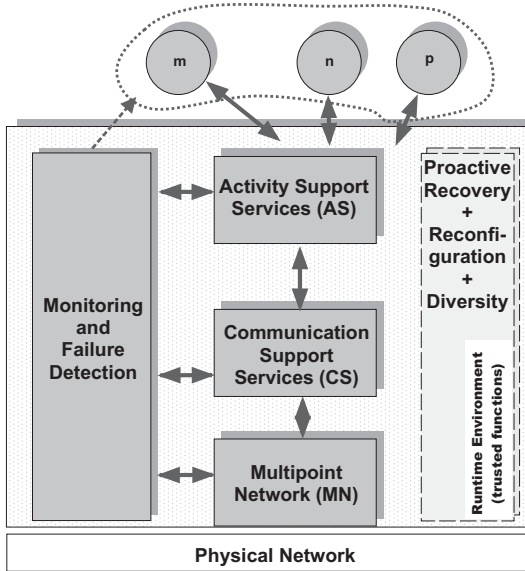 m
n
p
Activity Support
Services (AS)
Proactive
Recovery
+
Reconfi-
guration
+
Diversity
Monitoring
and
Failure
Detection
Communication
Support
Services (CS)
Runtime Environment
(trusted functions)
Multipoint
Network (MN)
Physical Network